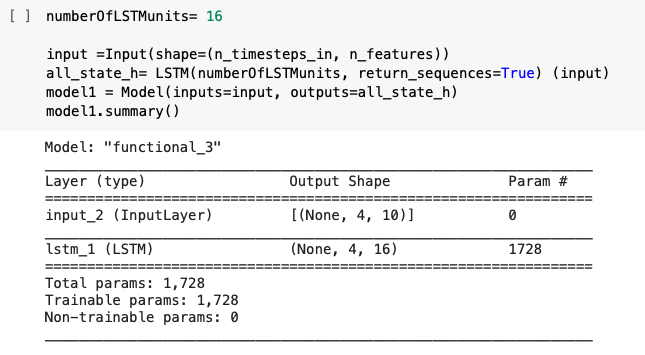 [ ] numberOfLSTMunits= 16
input =Input(shape=(n_timesteps_in, n_features))
all_state_h= LSTM(numberOfLSTMunits, return_sequences=True) (input)
model1 = Model(inputs=input, outputs=all_state_h)
model1.summary()
Model: "functional_3"
_________________________________________________________________
Layer (type)                 Output Shape              Param #
=================================================================
input_2 (InputLayer)         [(None, 4, 10)]           0
_________________________________________________________________
lstm_1 (LSTM)                (None, 4, 16)             1728
=================================================================
Total params: 1,728
Trainable params: 1,728
Non-trainable params: 0
_________________________________________________________________